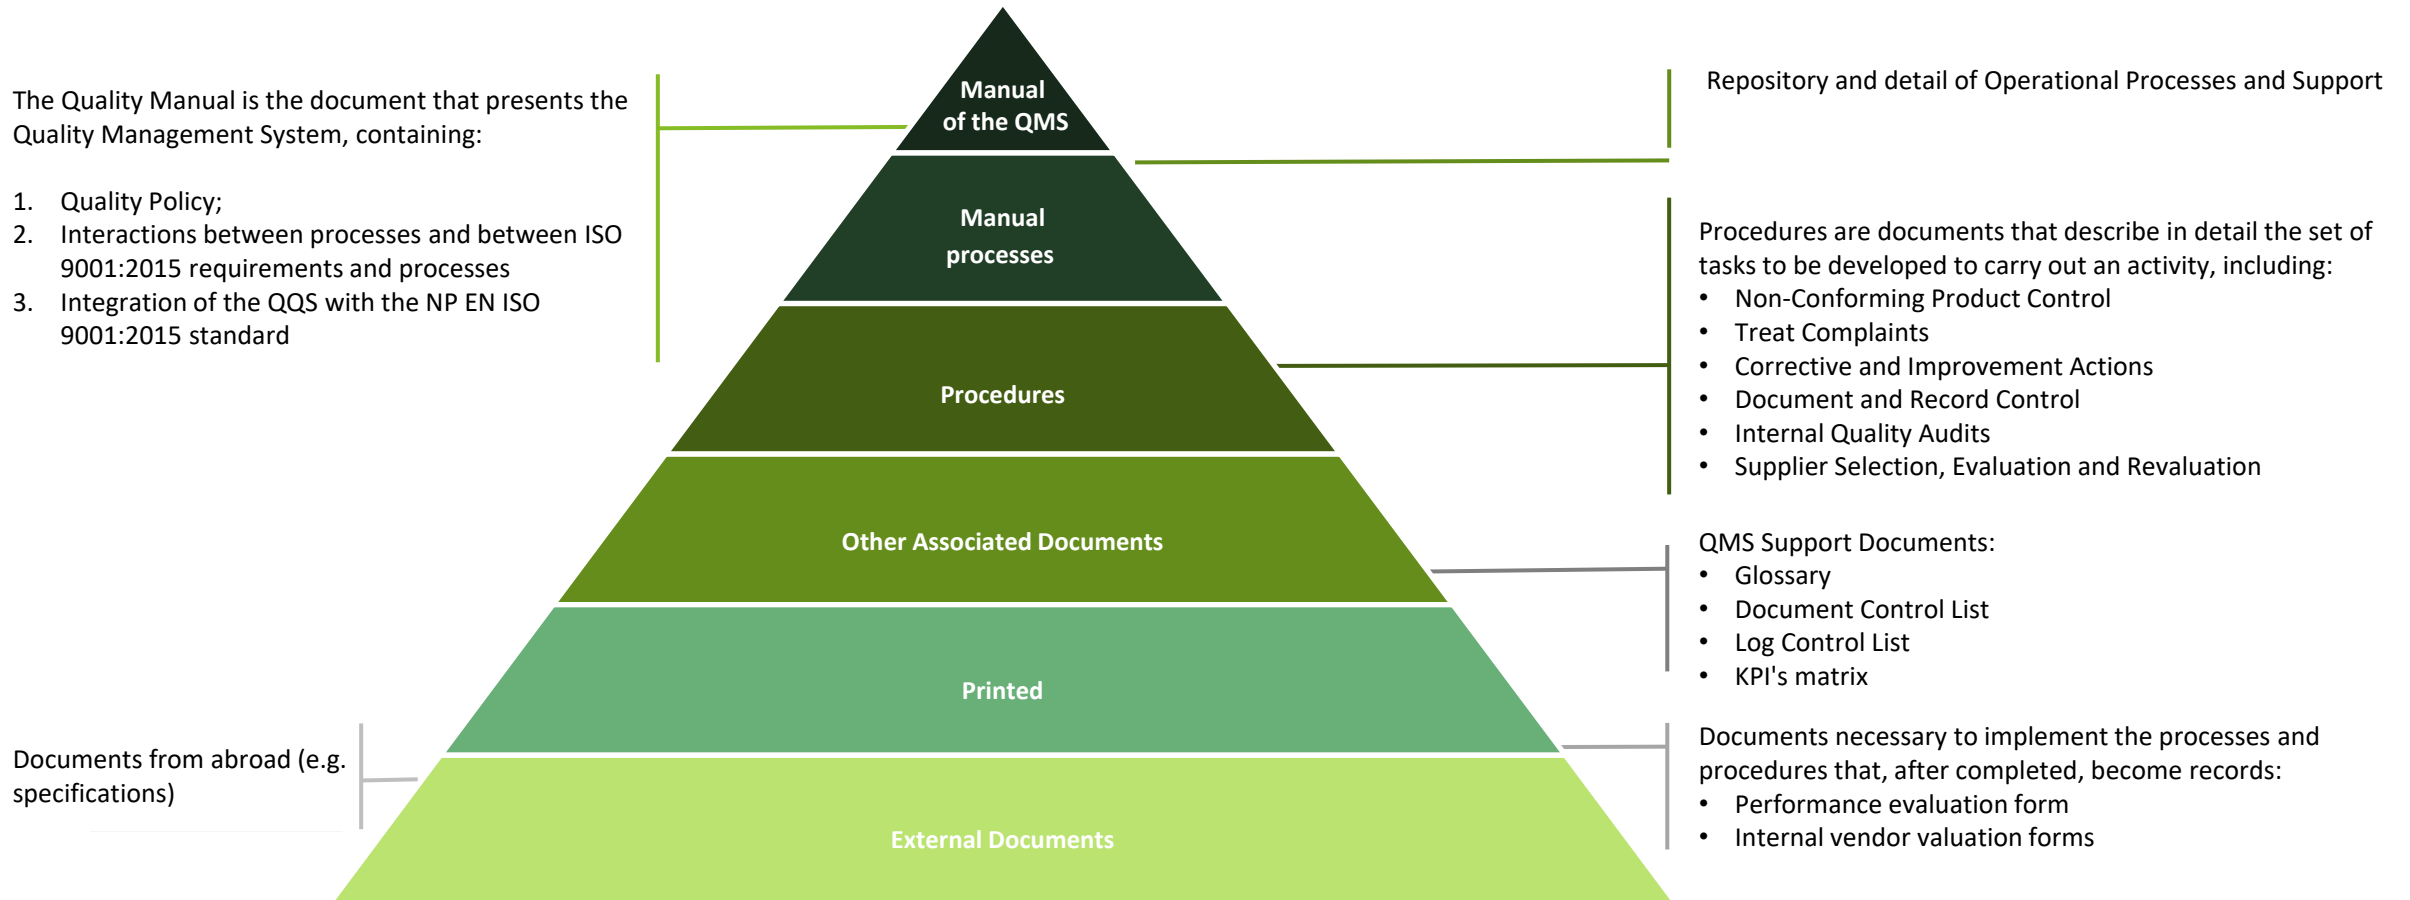 The Quality Manual is the document that presents the
Quality Management System, containing:
1. Quality Policy;
2. Interactions between processes and between ISO
9001:2015 requirements and processes
3. Integration of the QQS with the NP EN ISO
9001:2015 standard
Documents from abroad (e.g.
specifications)
Manual
of the QMS
Manual
processes
Procedures
Other Associated Documents
Printed
External Documents
Repository and detail of Operational Processes and Support
Procedures are documents that describe in detail the set of
tasks to be developed to carry out an activity, including:
• Non-Conforming Product Control
• Treat Complaints
• Corrective and Improvement Actions
• Document and Record Control
• Internal Quality Audits
• Supplier Selection, Evaluation and Revaluation
QMS Support Documents:
• Glossary
• Document Control List
• Log Control List
• KPI's matrix
Documents necessary to implement the processes and
procedures that, after completed, become records:
• Performance evaluation form
• Internal vendor valuation forms